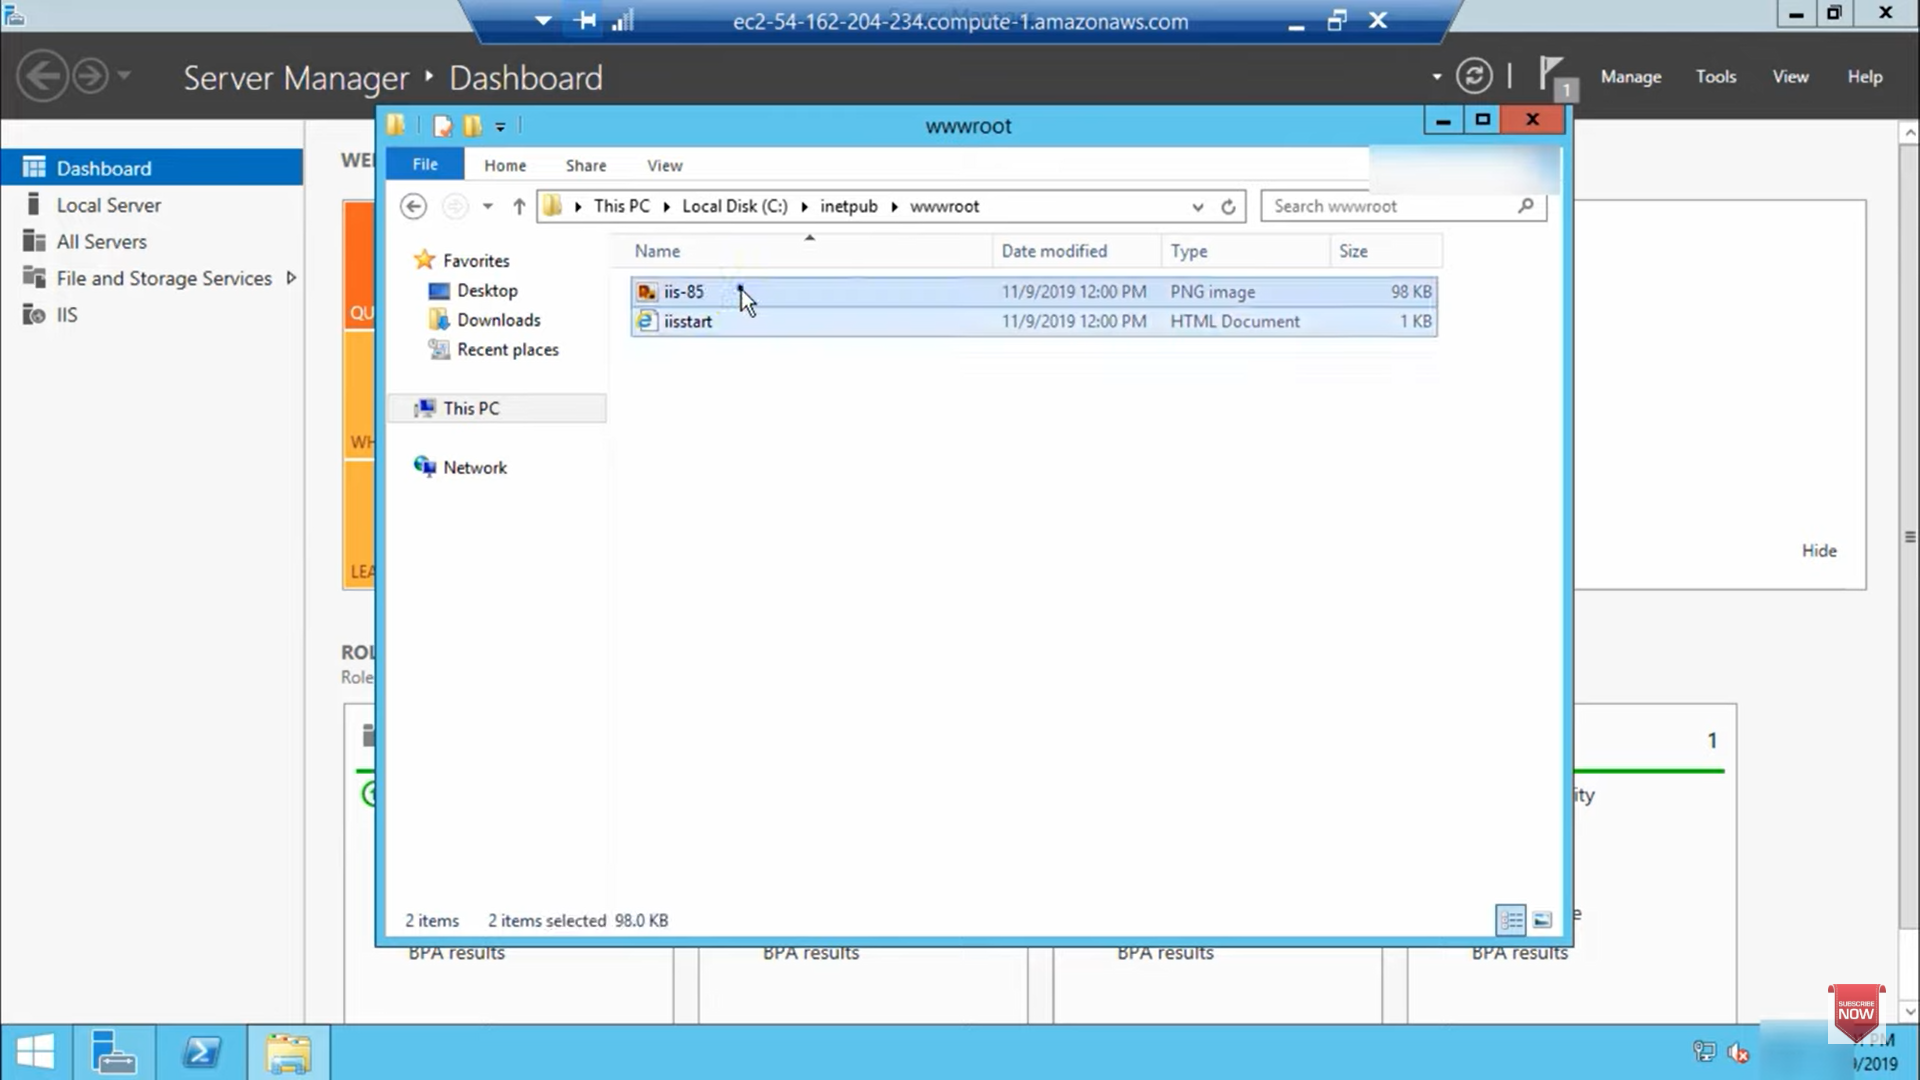 ec2-54-162-204-234.compute-1.amazonaws.com
Server Manager ‣ Dashboard
1
Manage Tools View Help
Dashboard
Local Server
All Servers
File and Storage Services
IIS
WE
QU
WH
LEA
Hide
ROL
Role
1
ity
e
BPA results
BPA results
BPA results
BPA results
wwwroot
File Home Share View
This PC Local Disk (C:) inetpub wwwroot
Search wwwroot
Name Date modified Type Size
iis-85 11/9/2019 12:00 PM PNG image 98 KB
iisstart 11/9/2019 12:00 PM HTML Document 1 KB
Favorites
Desktop
Downloads
Recent places
This PC
Network
2 items 2 items selected 98.0 KB
SUBSCRIBE
NOW
PM
/2019